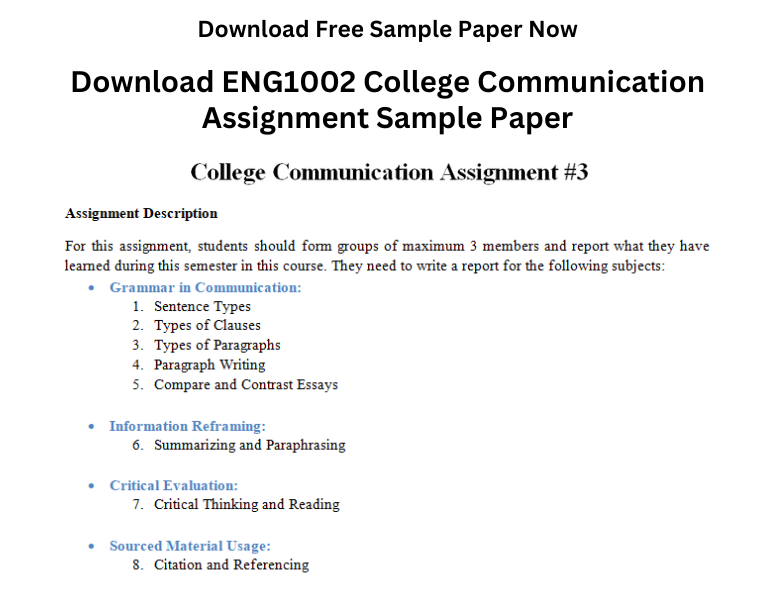 Download Free Sample Paper Now
Download ENG1002 College Communication
Assignment Sample Paper
College Communication Assignment #3
Assignment Description
For this assignment, students should form groups of maximum 3 members and report what they have
learned during this semester in this course. They need to write a report for the following subjects:
• Grammar in Communication:
1. Sentence Types
2. Types of Clauses
3. Types of Paragraphs
4. Paragraph Writing
5. Compare and Contrast Essays
• Information Reframing:
6. Summarizing and Paraphrasing
• Critical Evaluation:
7. Critical Thinking and Reading
• Sourced Material Usage:
8. Citation and Referencing